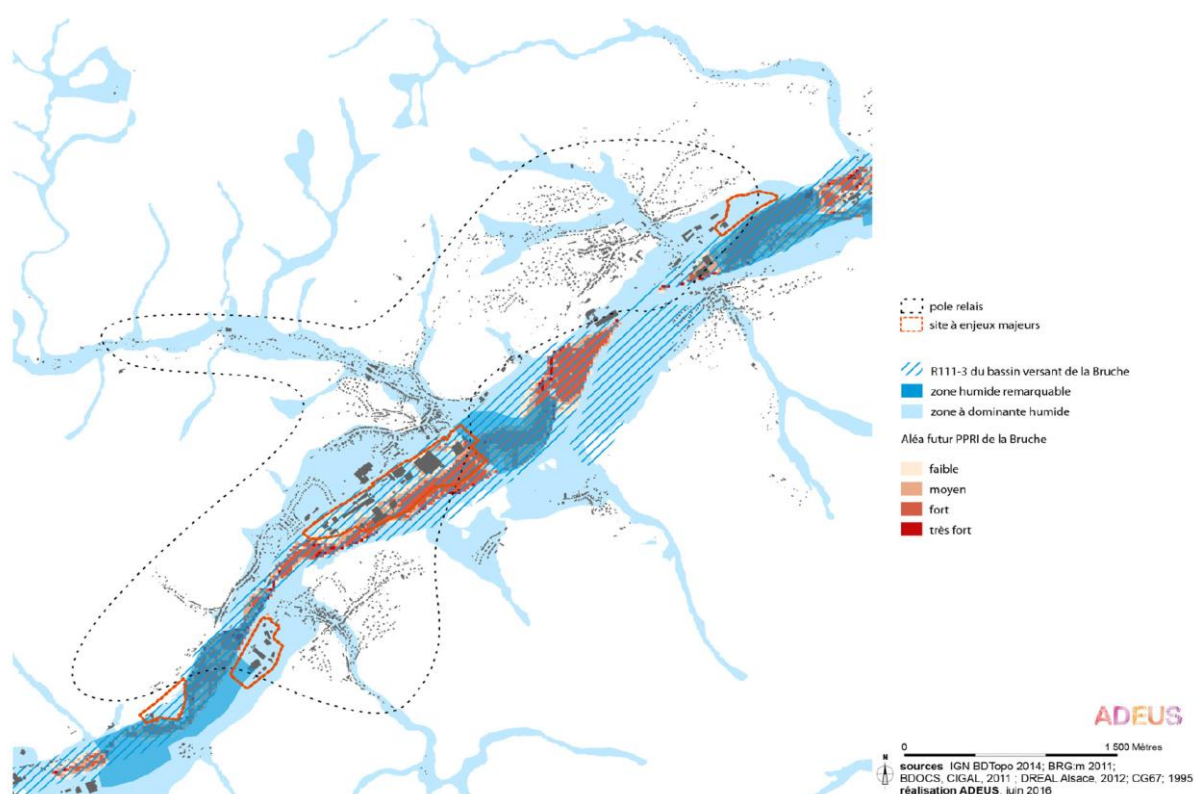 pole relais
site à enjeux majeurs
R111-3 du bassin versant de la Bruche
zone humide remarquable
zone à dominante humide
Aléa futur PPRI de la Bruche
faible
moyen
fort
très fort
ADEUS
0 1 500 Mètres
N
sources IGN BDTopo 2014; BRG:m 2011;
BDOCS, CIGAL, 2011 ; DREAL Alsace, 2012; CG67; 1995
réalisation ADEUS, juin 2016